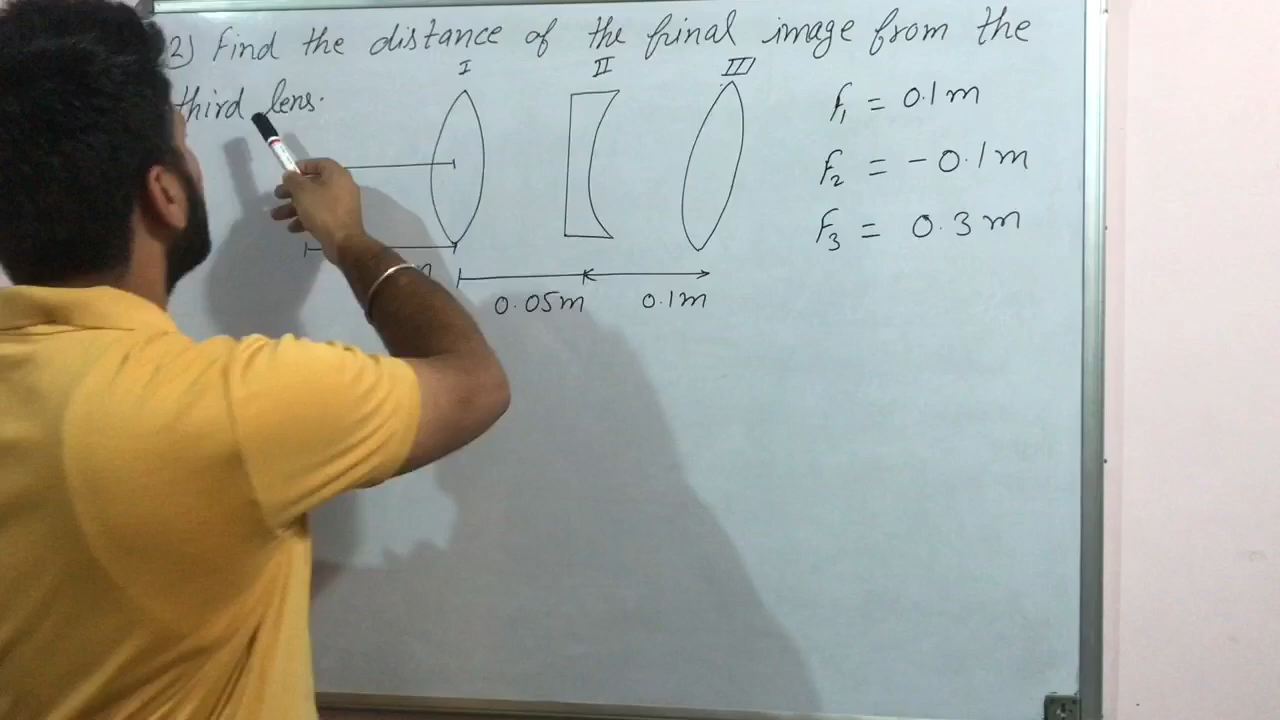 2) Find the distance of the final image from the
third lens.
I II III
f1 = 0.1m
f2 = -0.1m
f3 = 0.3m
0.05m 0.1m